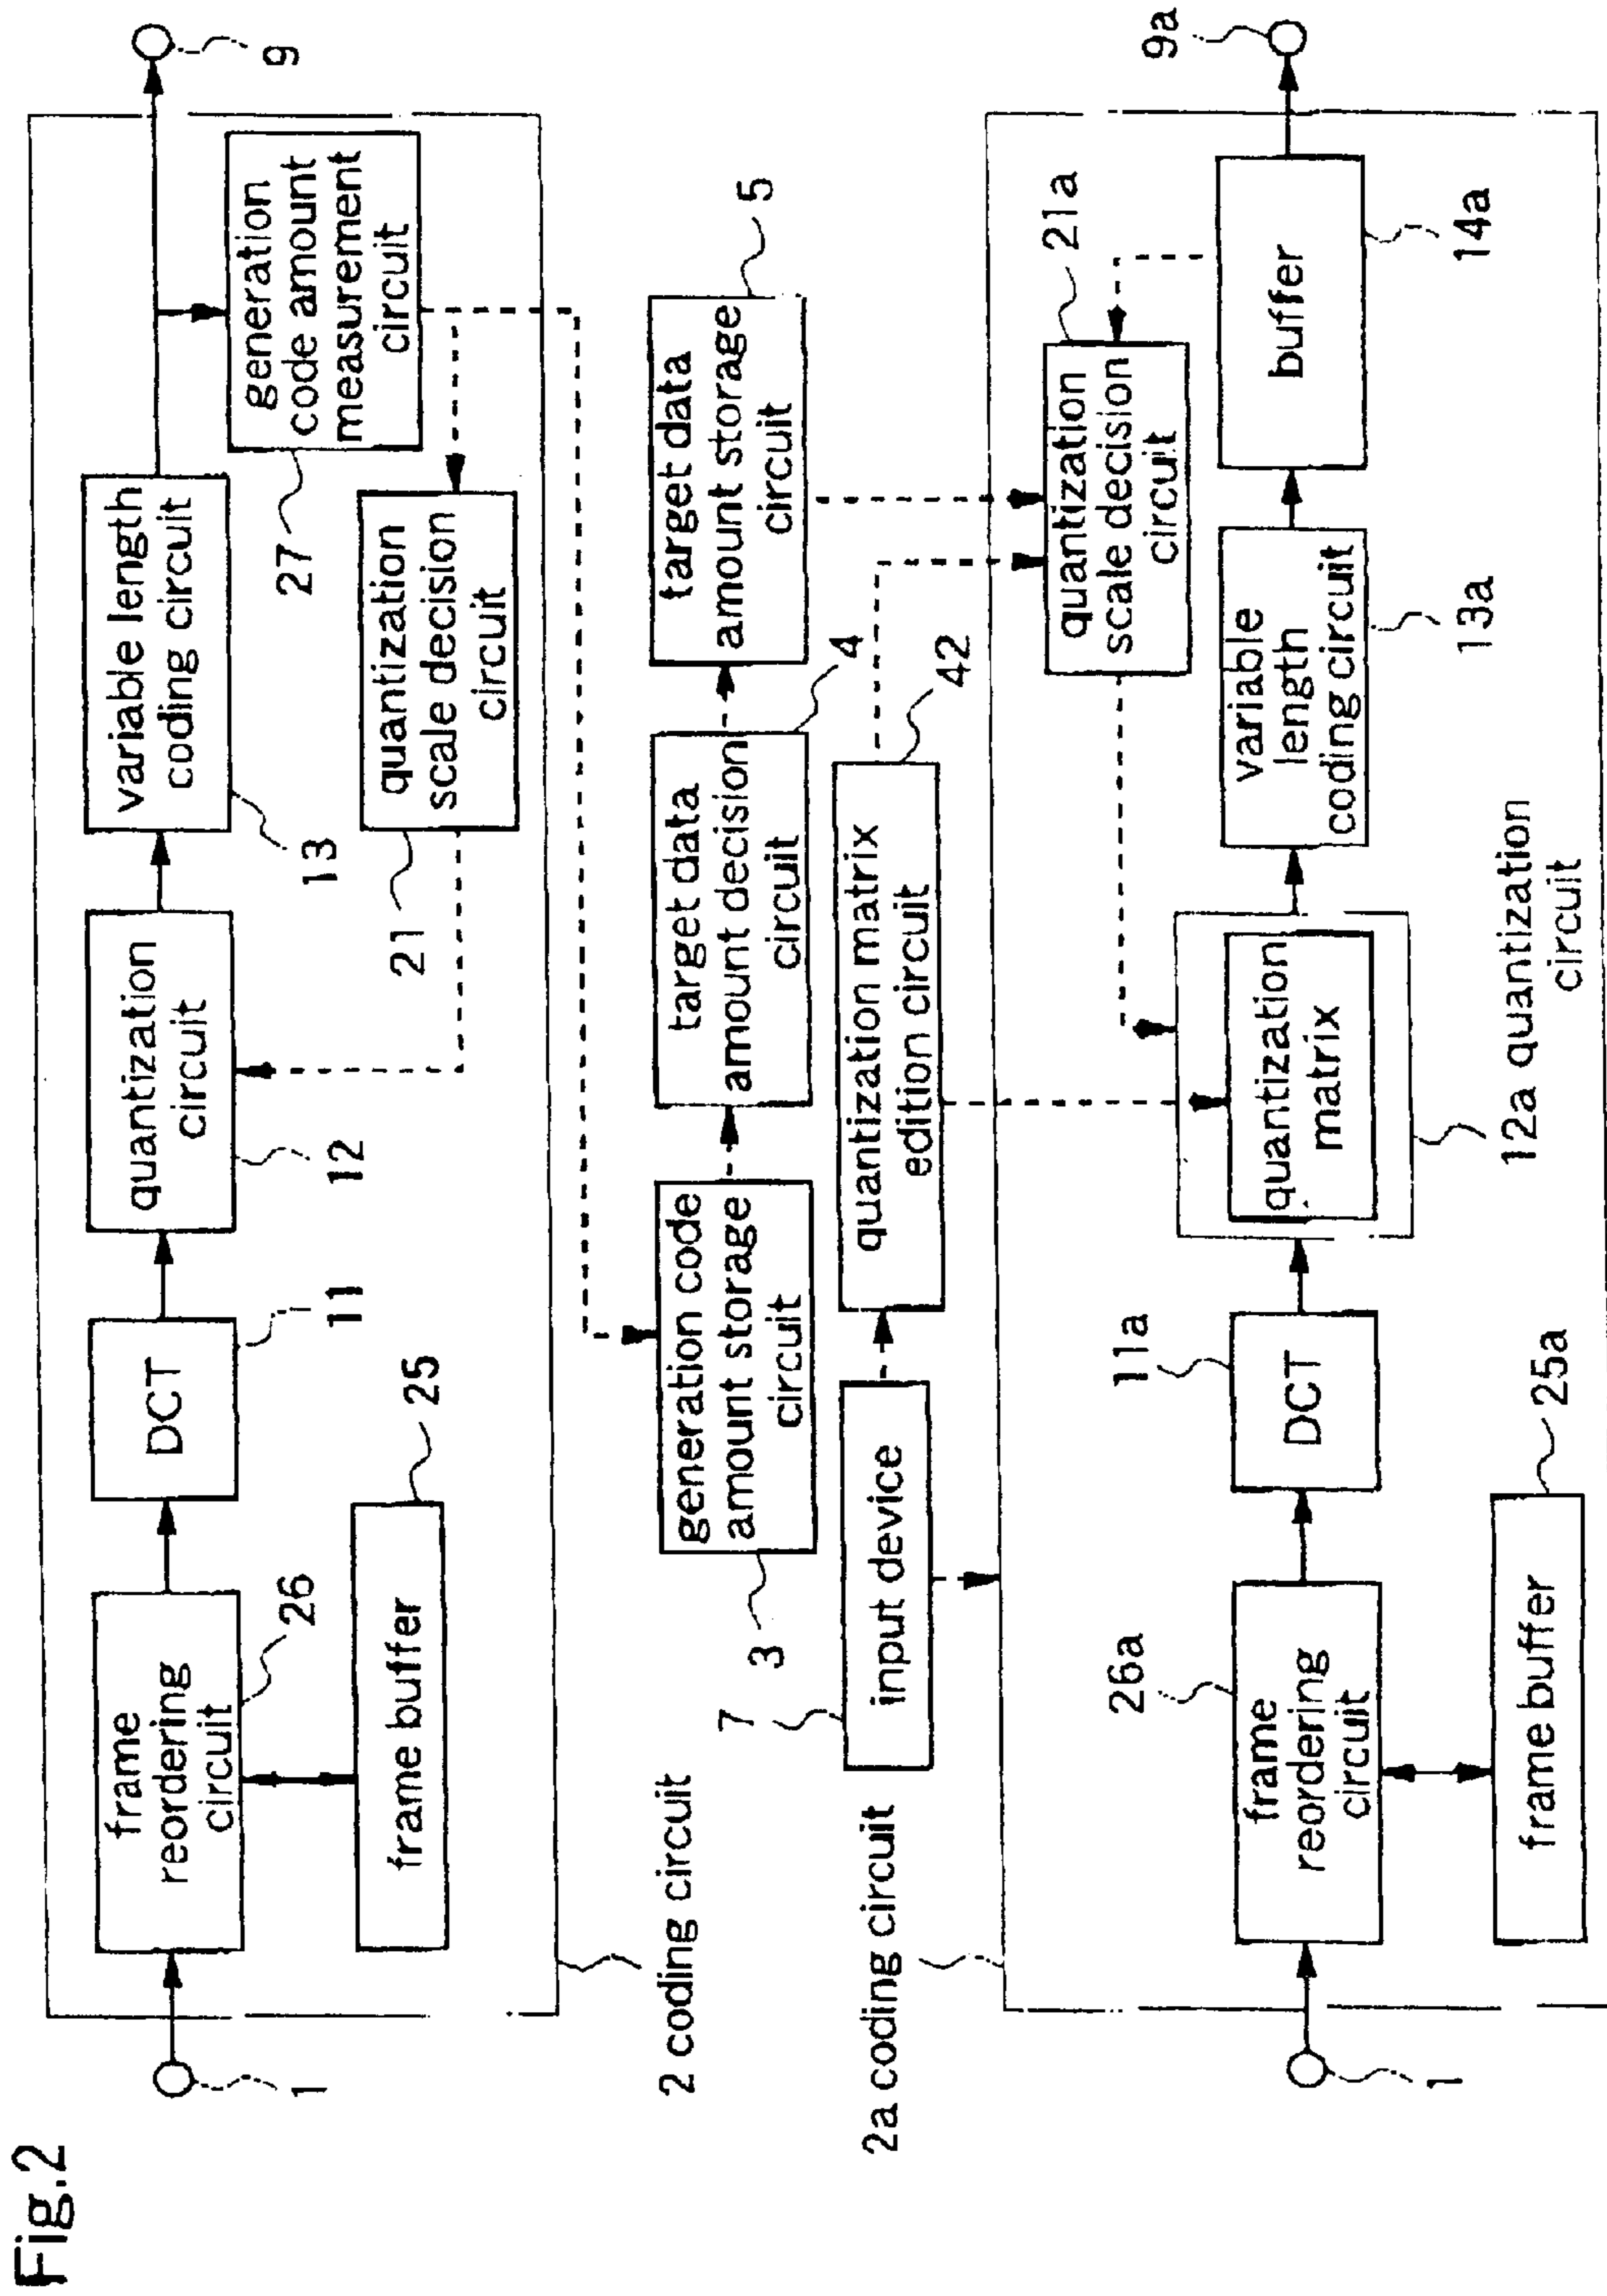 Fig.2
1
frame
reordering
circuit
26
frame buffer
25
DCT
11
quantization
circuit
12
variable length
coding circuit
13
generation
code amount
measurement
circuit
27
quantization
scale decision
circuit
21
9
2 coding circuit
generation code
amount storage
circuit
3
target data
amount decision
circuit
4
target data
amount storage
circuit
5
input device
7
quantization matrix
edition circuit
42
2a coding circuit
1
frame
reordering
circuit
26a
frame buffer
25a
DCT
11a
quantization
matrix
12a quantization
circuit
variable
length
coding circuit
13a
quantization
scale decision
circuit
21a
buffer
14a
9a